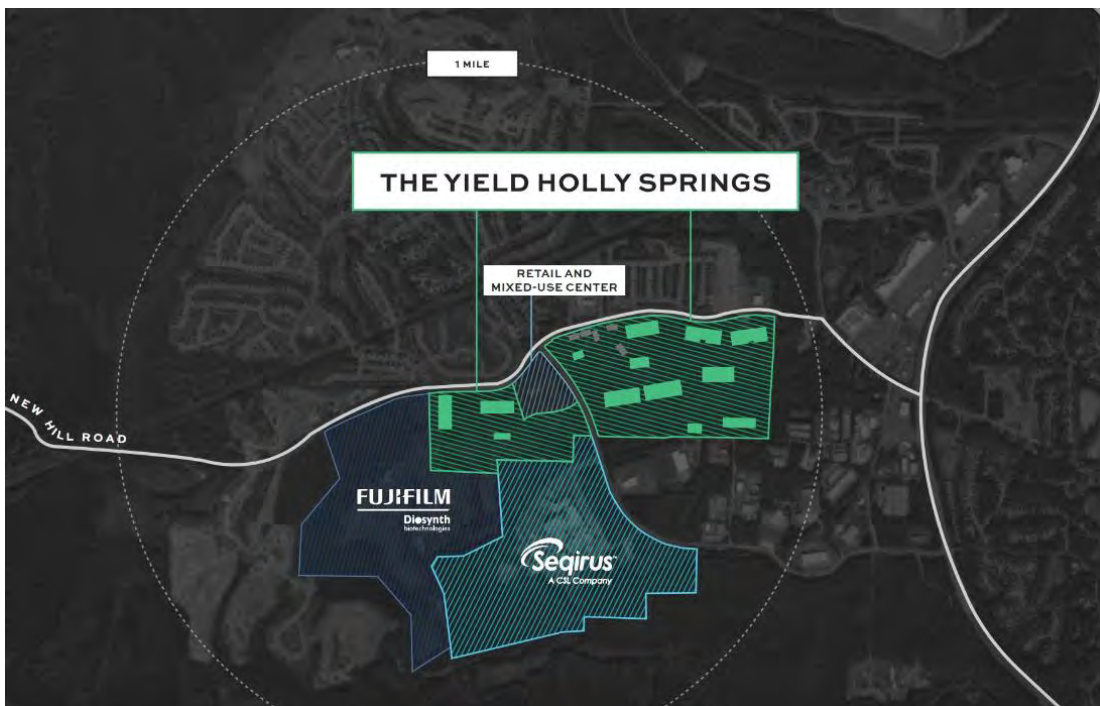 1 MILE
THE YIELD HOLLY SPRINGS
RETAIL AND
MIXED-USE CENTER
NEW HILL ROAD
FUJIFILM
Diosynth
biotechnologies
Seqirus
A CSL Company